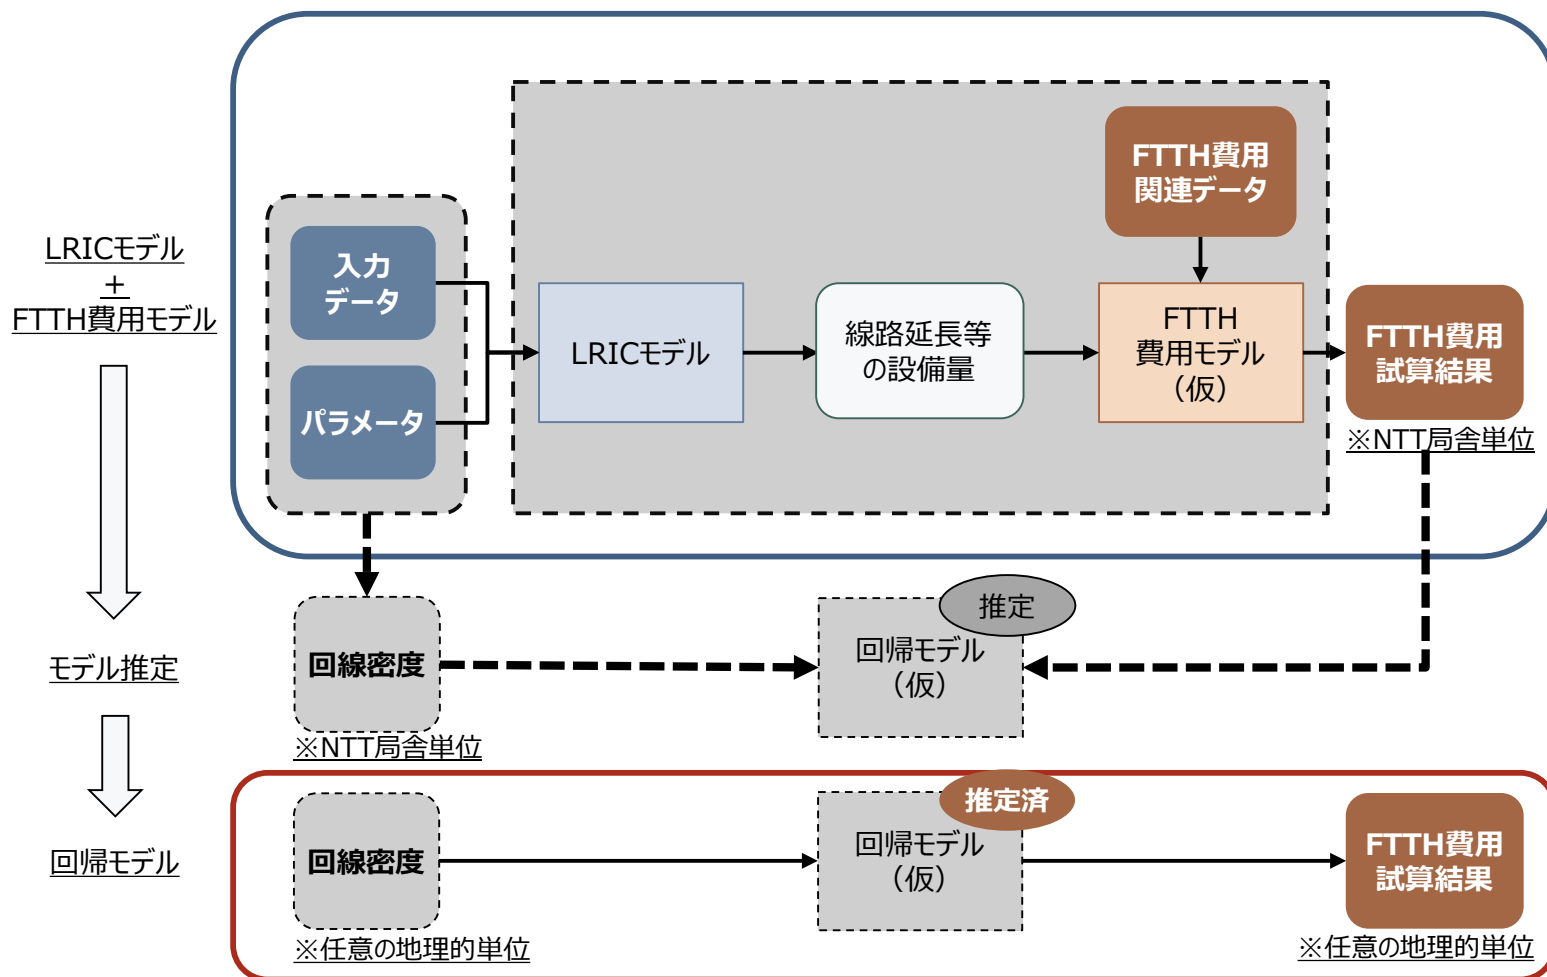 LRICモデル
+
FTTH費用モデル
モデル推定
回帰モデル
入力
データ
パラメータ
LRICモデル
線路延長等
の設備量
FTTH費用
関連データ
FTTH
費用モデル
（仮）
FTTH費用
試算結果
※NTT局舎単位
回線密度
※NTT局舎単位
推定
回帰モデル
（仮）
回線密度
※任意の地理的単位
推定済
回帰モデル
（仮）
FTTH費用
試算結果
※任意の地理的単位